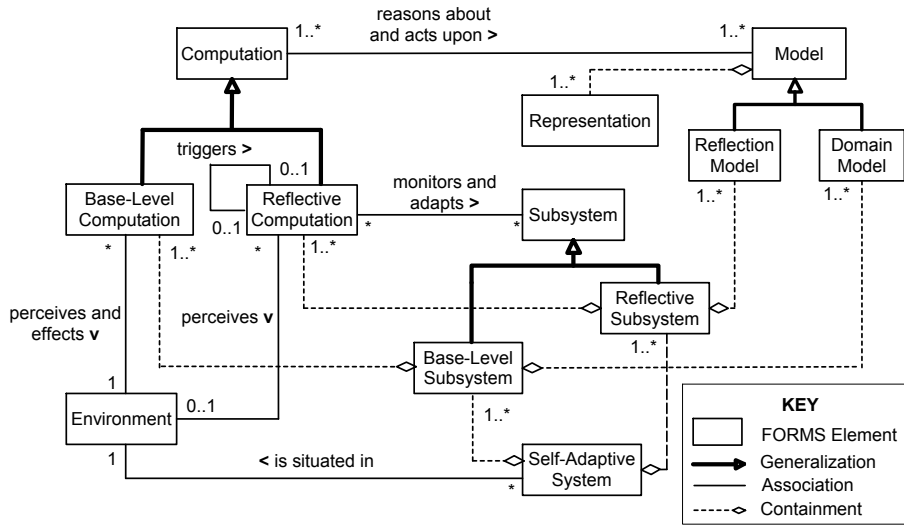 reasons about
and acts upon >
1..*
1..*
Computation
Model
1..*
Representation
triggers >
0..1
Reflection
Model
Domain
Model
monitors and
adapts >
1..*
1..*
Base-Level
Computation
Reflective
Computation
Subsystem
0..1
*
*
*
1..*
*
1..*
perceives and
effects v
perceives v
Reflective
Subsystem
1..*
Base-Level
Subsystem
1
0..1
Environment
1..*
1
< is situated in
*
Self-Adaptive
System
KEY
FORMS Element
Generalization
Association
Containment